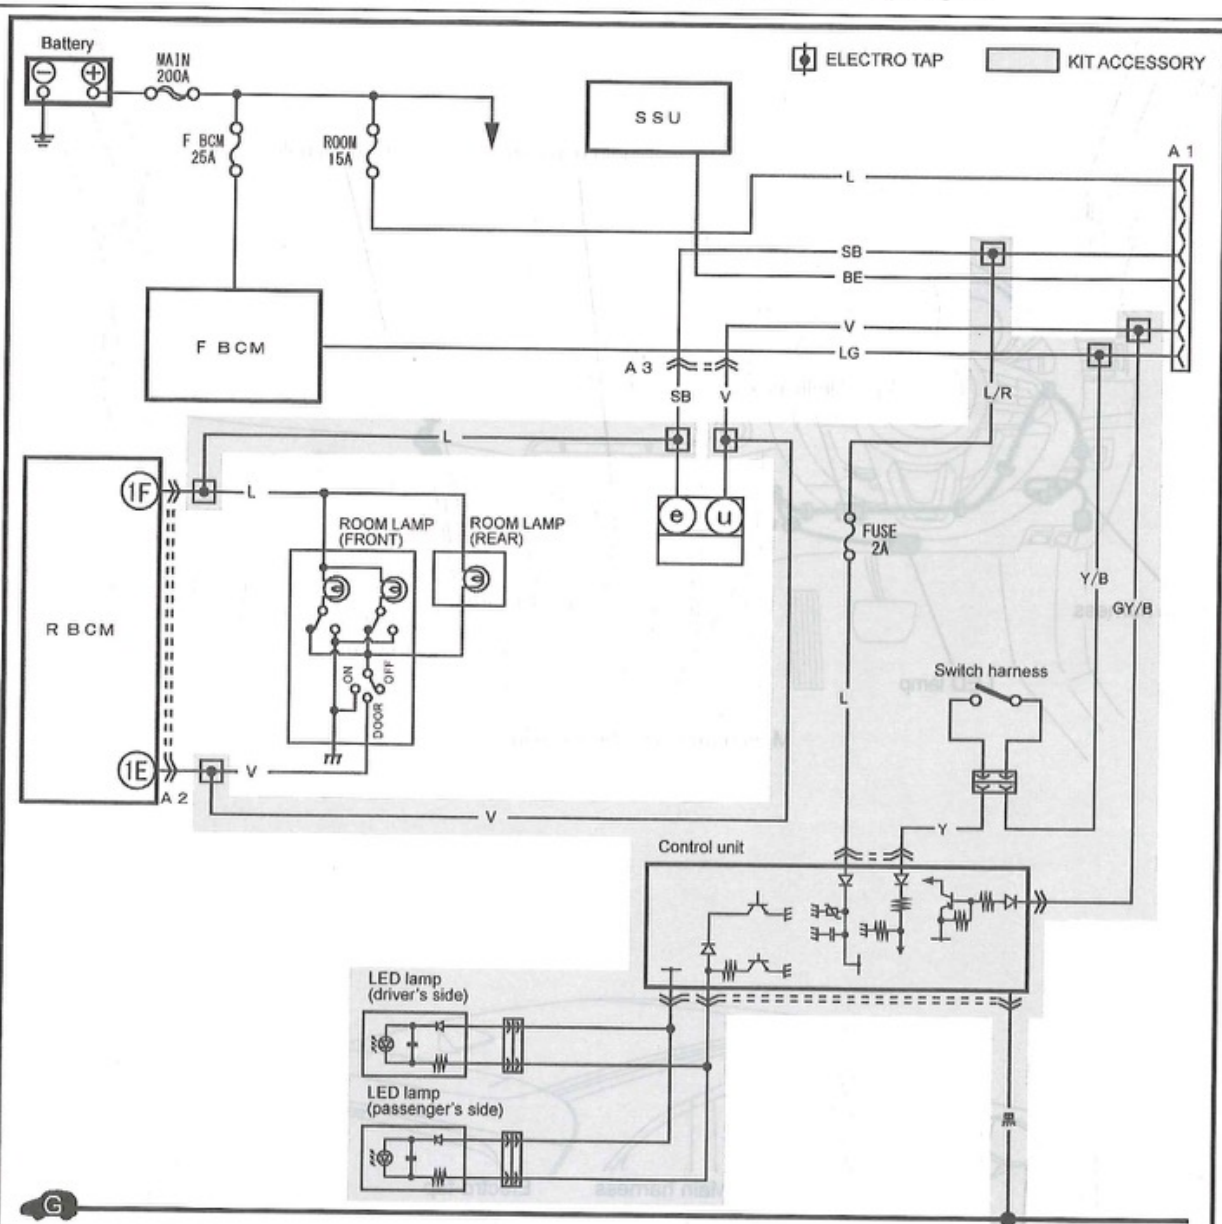 Battery
MAIN
200A
ELECTRO TAP
KIT ACCESSORY
SSU
F BCM
25A
ROOM
15A
A 1
L
SB
BE
V
LG
F BCM
A 3
SB
V
L/R
L
1F
L
ROOM LAMP
(FRONT)
ROOM LAMP
(REAR)
e
u
FUSE
2A
Y/B
GY/B
R BCM
ON
OFF
DOOR
Switch harness
L
1E
V
A 2
V
Y
Control unit
LED lamp
(driver's side)
LED lamp
(passenger's side)
黒
G